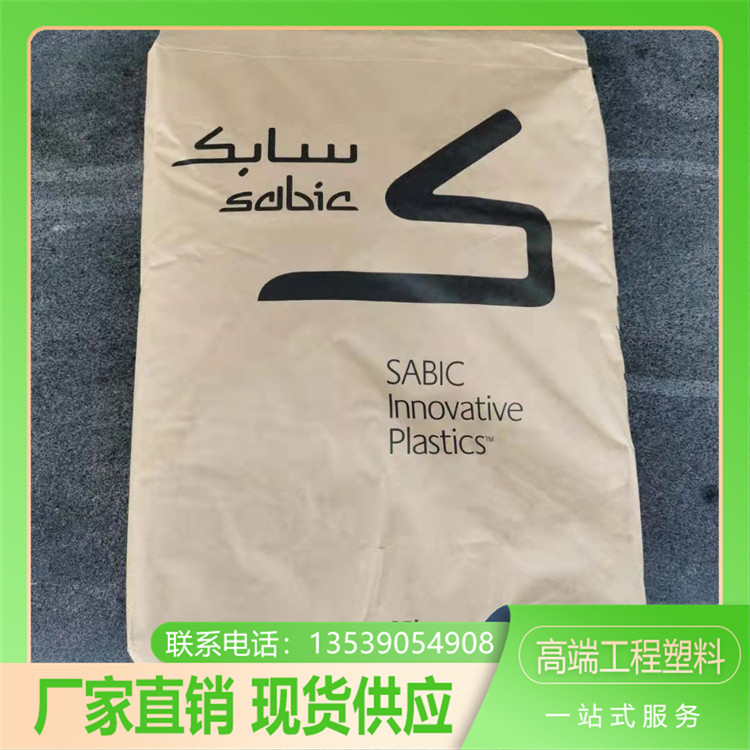 سابك
sabic
ك
SABIC
Innovative
Plastics™
联系电话：13539054908
高端工程塑料
厂家直销 现货供应
一站式服务